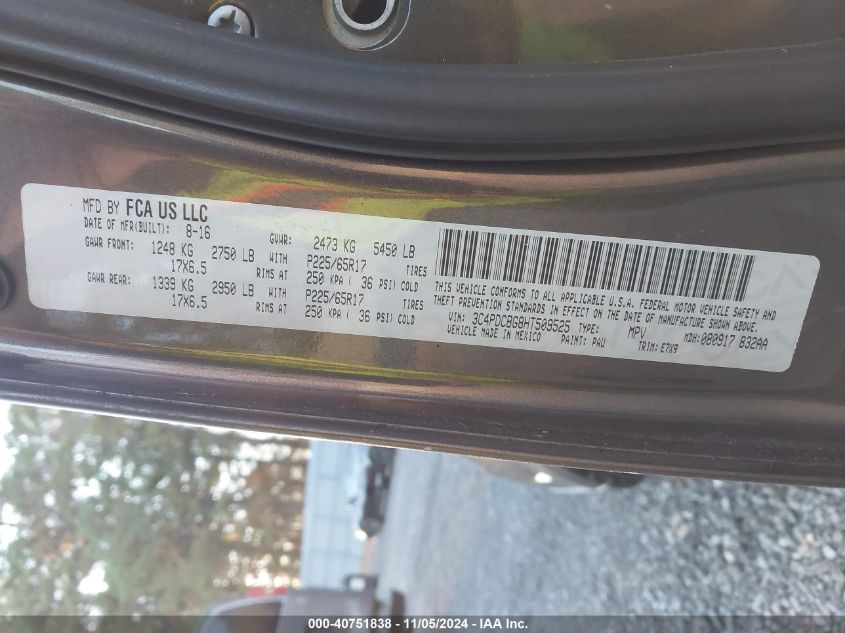 MFD BY FCA US LLC
DATE OF MFR(BUILT): 8-16 GVWR: 2473 KG 5450 LB
GAWR FRONT: 1248 KG 2750 LB WITH P225/65R17 TIRES
17X6.5 RIMS AT 250 KPA ( 36 PSI) COLD
GAWR REAR: 1339 KG 2950 LB WITH P225/65R17 TIRES
17X6.5 RIMS AT 250 KPA ( 36 PSI) COLD
THIS VEHICLE CONFORMS TO ALL APPLICABLE U.S.A. FEDERAL MOTOR VEHICLE SAFETY AND
THEFT PREVENTION STANDARDS IN EFFECT ON THE DATE OF MANUFACTURE SHOWN ABOVE.
VIN: 3C4PDCBG8HT509525 TYPE: MPV MDH: 080917 832AA
VEHICLE MADE IN MEXICO PAINT: PAU TRIM: E7X9
000-40751838 - 11/05/2024 - IAA Inc.